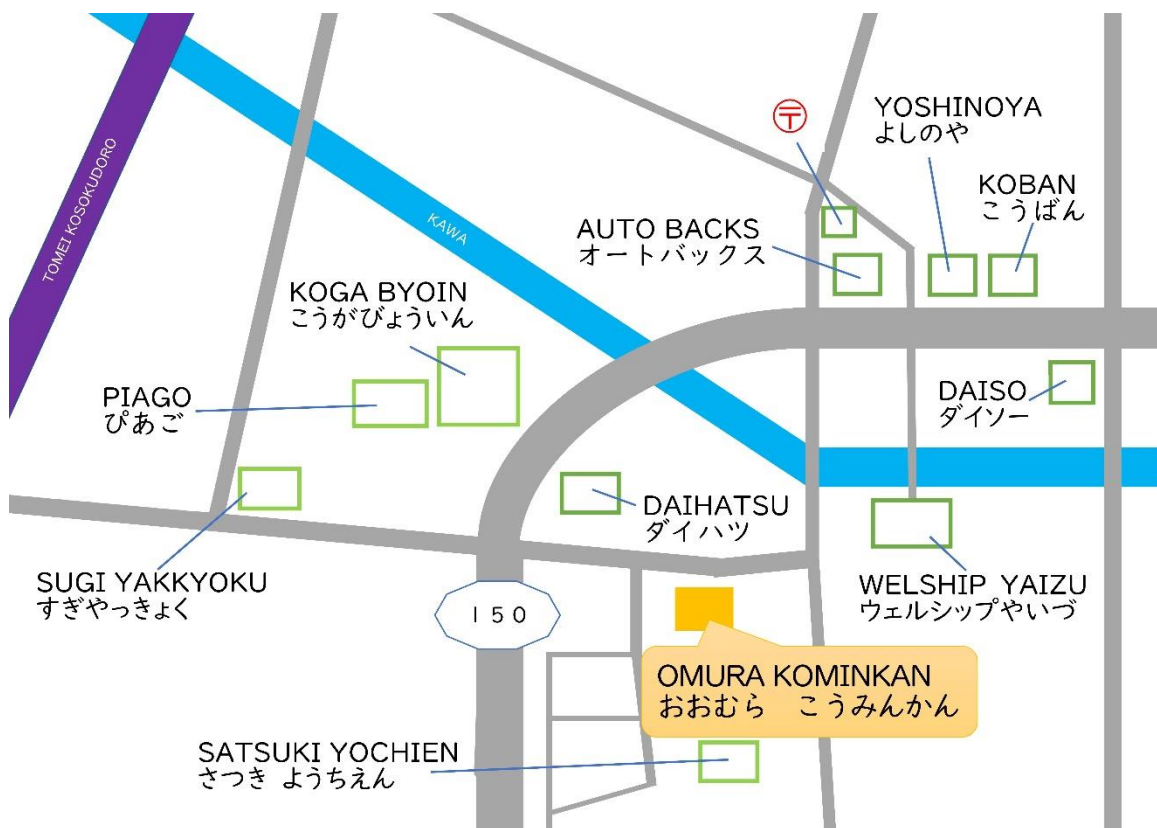 TOMEI KOSOKUDORO
KAWA
〒
YOSHINOYA
よしのや
KOBAN
こうばん
AUTO BACKS
オートバックス
KOGA BYOIN
こうがびょういん
PIAGO
ぴあご
DAISO
ダイソー
DAIHATSU
ダイハツ
SUGI YAKKYOKU
すぎやっきょく
WELSHIP YAIZU
ウェルシップやいづ
150
OMURA KOMINKAN
おおむら　こうみんかん
SATSUKI YOCHIEN
さつき ようちえん